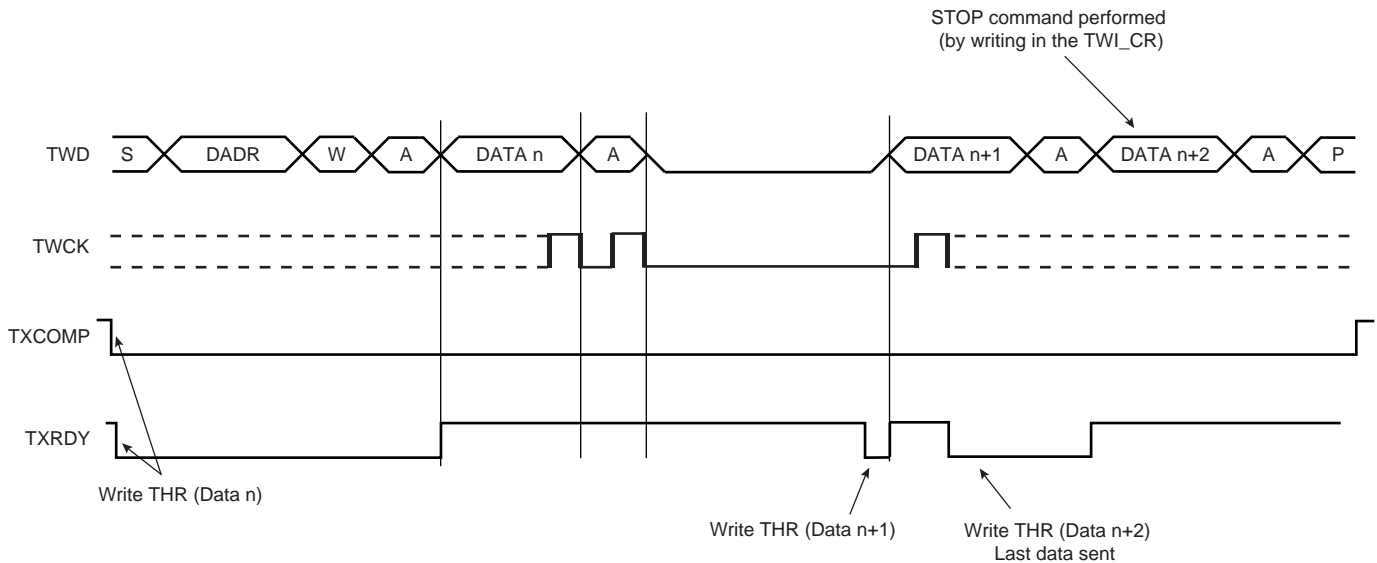 STOP command performed
(by writing in the TWI_CR)
TWD S DADR W A DATA n A DATA n+1 A DATA n+2 A P
TWCK
TXCOMP
TXRDY
Write THR (Data n)
Write THR (Data n+1)
Write THR (Data n+2)
Last data sent